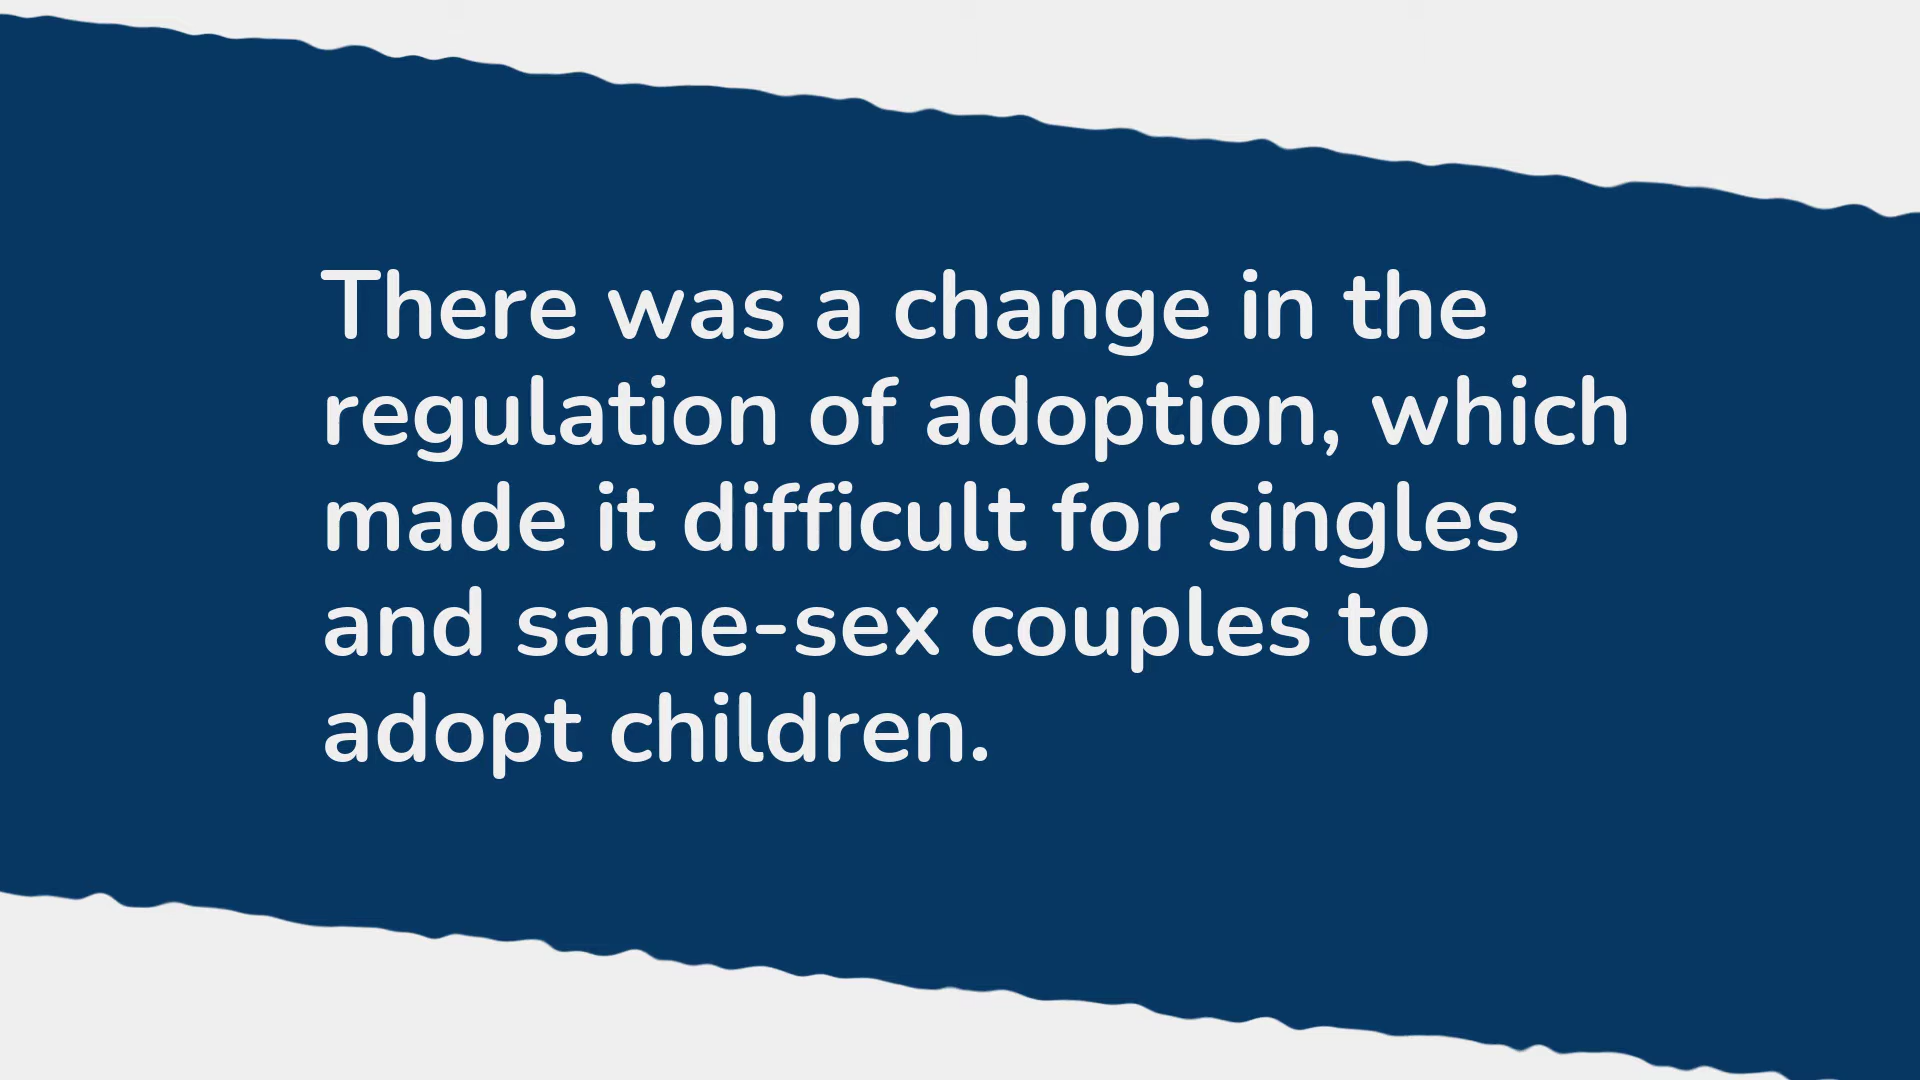 There was a change in the
regulation of adoption, which
made it difficult for singles
and same-sex couples to
adopt children.